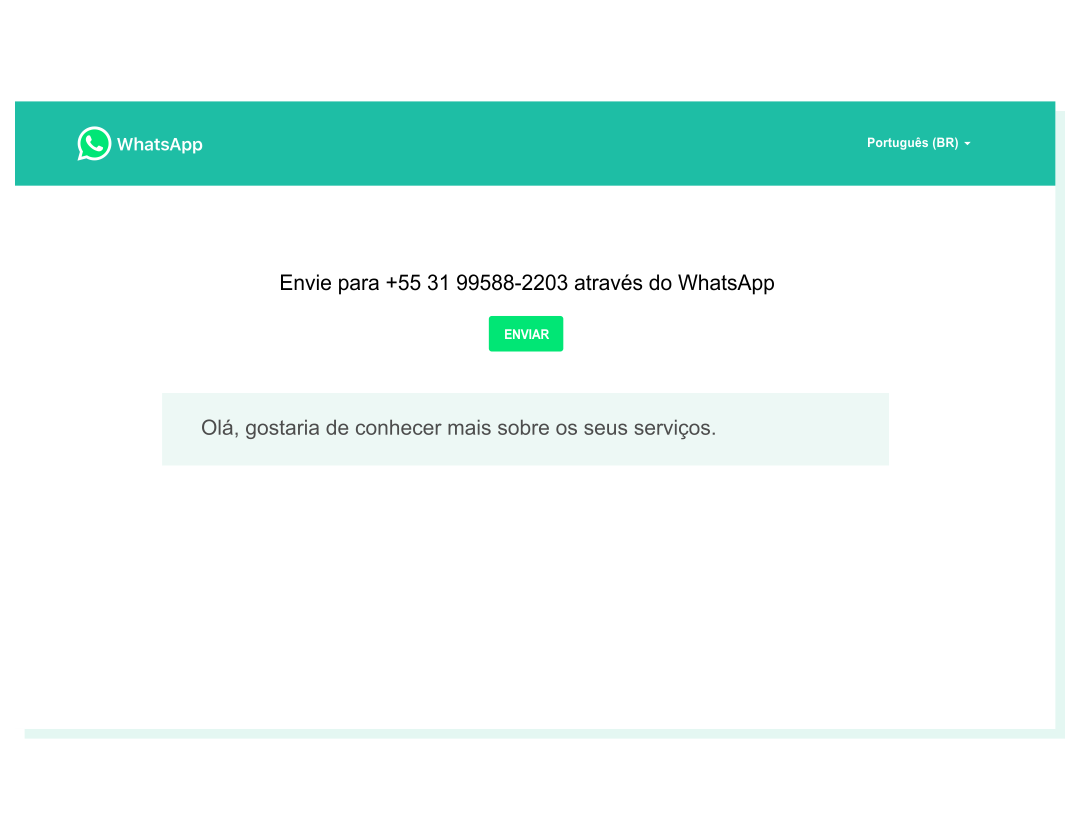 WhatsApp
Português (BR)
Envie para +55 31 99588-2203 através do WhatsApp
ENVIAR
Olá, gostaria de conhecer mais sobre os seus serviços.